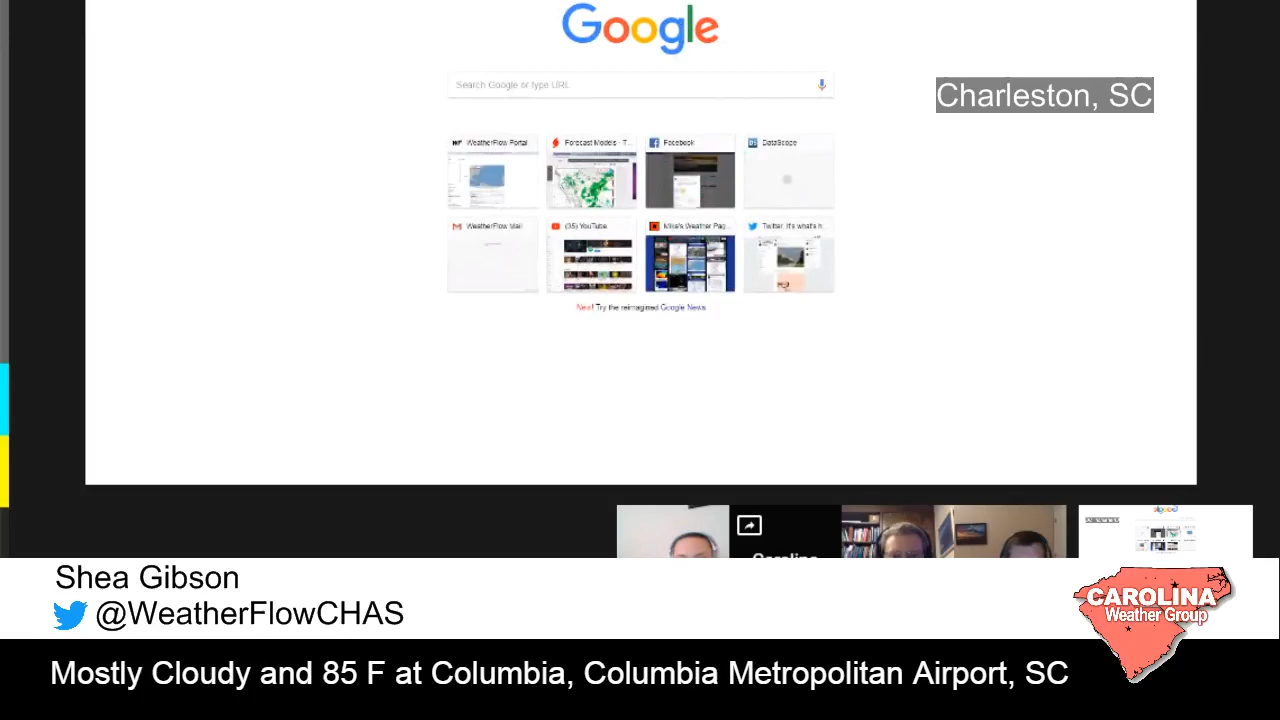 Google
Search Google or type URL
Charleston, SC
WeatherFlow Portal
Forecast Models - T...
Facebook
DataScope
WeatherFlow Mail
(35) YouTube
Mike's Weather Pag...
Twitter. It's what's h...
New! Try the reimagined Google News
Carolina
Shea Gibson
@WeatherFlowCHAS
CAROLINA
Weather Group
Mostly Cloudy and 85 F at Columbia, Columbia Metropolitan Airport, SC